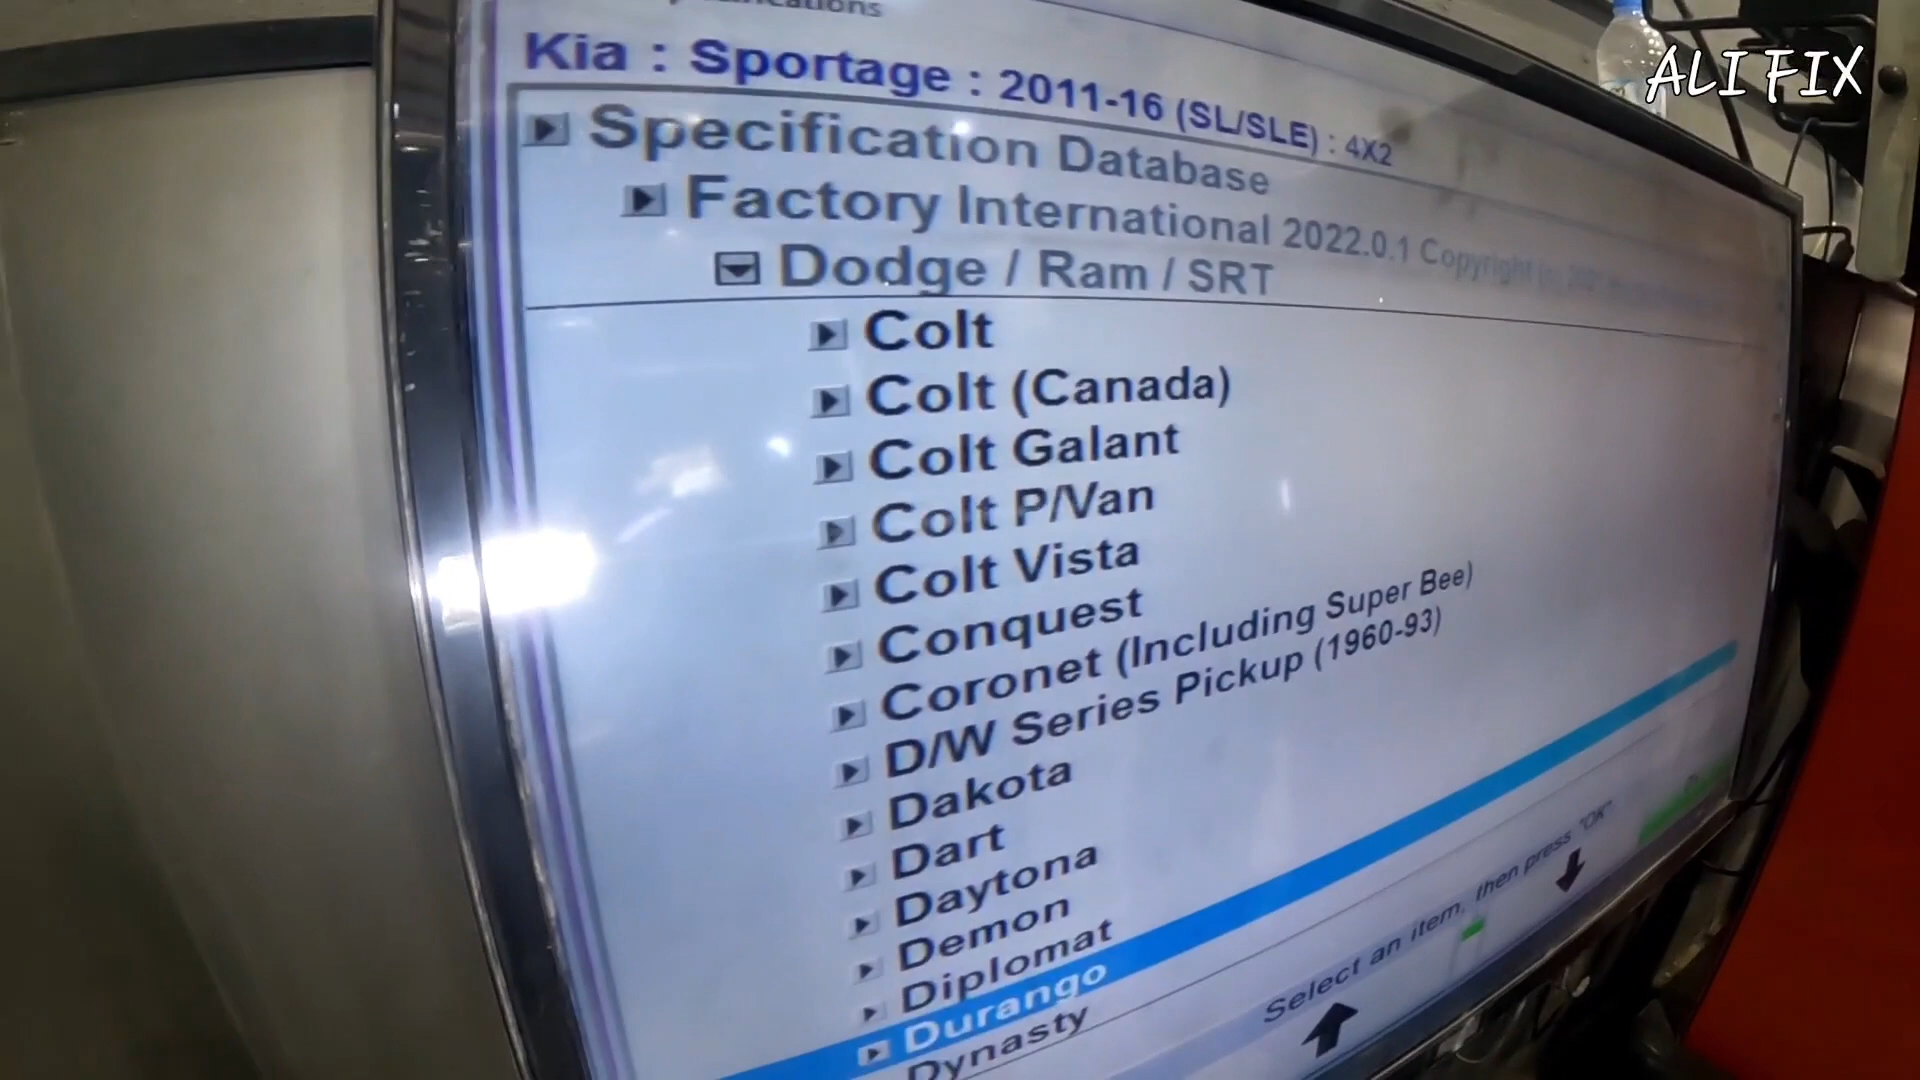 Kia : Sportage : 2011-16 (SL/SLE) : 4X2
Specification Database
Factory International 2022.0.1 Copyright
Dodge / Ram / SRT
Colt
Colt (Canada)
Colt Galant
Colt P/Van
Colt Vista
Conquest
Coronet (Including Super Bee)
D/W Series Pickup (1960-93)
Dakota
Dart
Daytona
Demon
Diplomat
Durango
Dynasty
Select an item, then press "OK".
ALI FIX